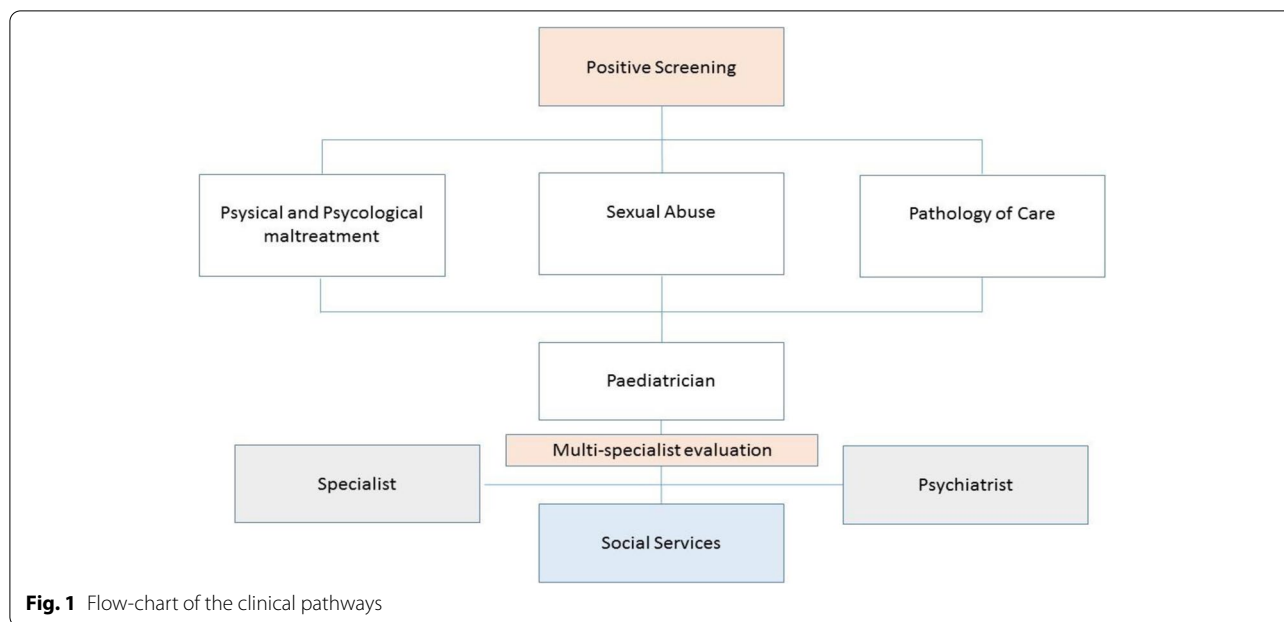 Positive Screening
Psysical and Psycological
maltreatment
Sexual Abuse
Pathology of Care
Paediatrician
Multi-specialist evaluation
Specialist
Psychiatrist
Social Services
Fig. 1 Flow-chart of the clinical pathways